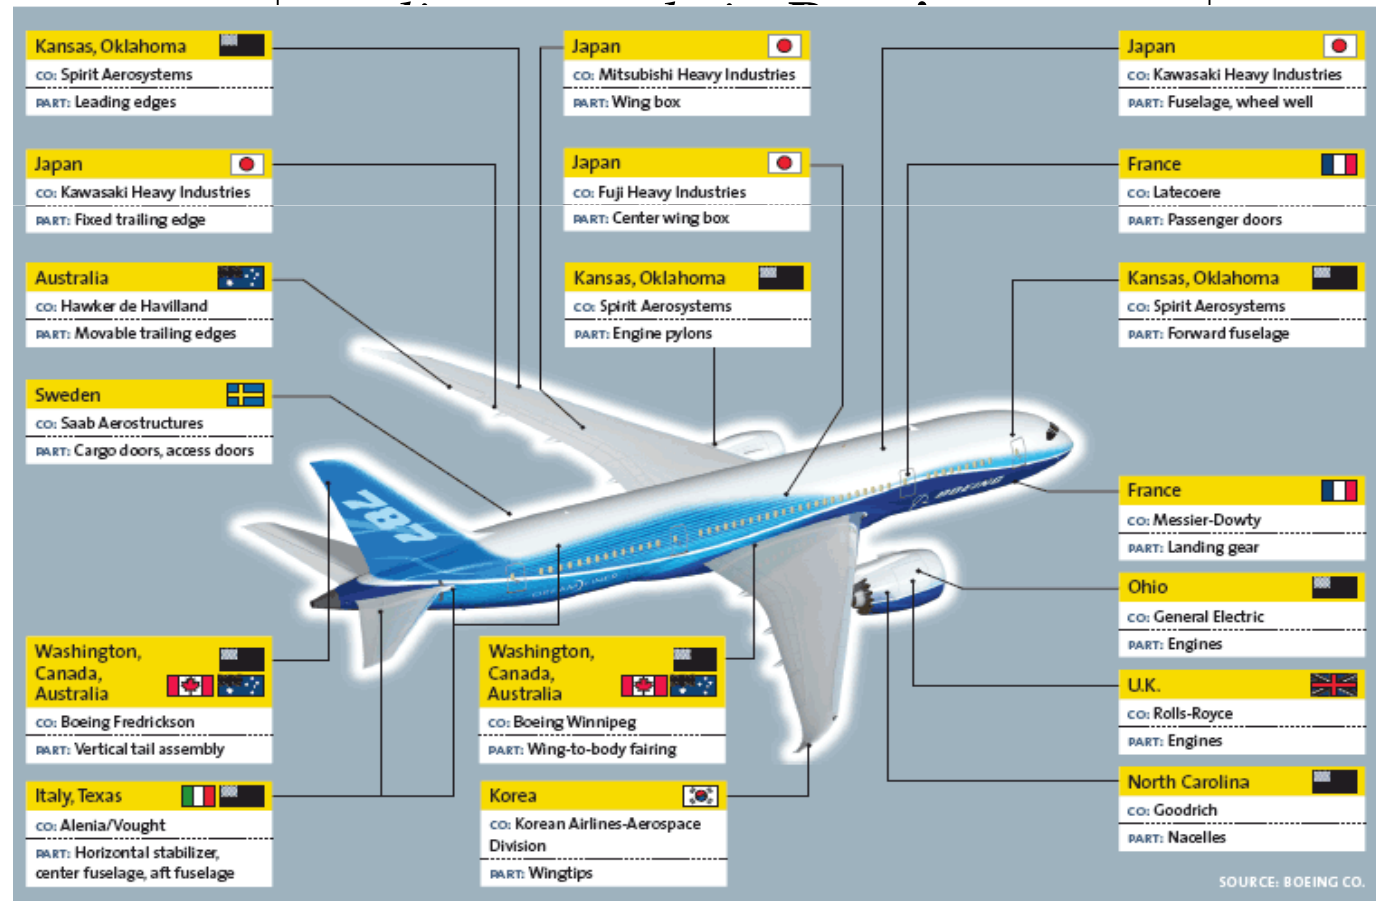 Kansas, Oklahoma
CO: Spirit Aerosystems
PART: Leading edges
Japan
CO: Kawasaki Heavy Industries
PART: Fixed trailing edge
Australia
CO: Hawker de Havilland
PART: Movable trailing edges
Sweden
CO: Saab Aerostructures
PART: Cargo doors, access doors
Washington,
Canada,
Australia
CO: Boeing Fredrickson
PART: Vertical tail assembly
Italy, Texas
CO: Alenia/Vought
PART: Horizontal stabilizer,
center fuselage, aft fuselage
Japan
CO: Mitsubishi Heavy Industries
PART: Wing box
Japan
CO: Fuji Heavy Industries
PART: Center wing box
Kansas, Oklahoma
CO: Spirit Aerosystems
PART: Engine pylons
787
DREAMLINER
BOEING
Washington,
Canada,
Australia
CO: Boeing Winnipeg
PART: Wing-to-body fairing
Korea
CO: Korean Airlines-Aerospace
Division
PART: Wingtips
Japan
CO: Kawasaki Heavy Industries
PART: Fuselage, wheel well
France
CO: Latecoere
PART: Passenger doors
Kansas, Oklahoma
CO: Spirit Aerosystems
PART: Forward fuselage
France
CO: Messier-Dowty
PART: Landing gear
Ohio
CO: General Electric
PART: Engines
U.K.
CO: Rolls-Royce
PART: Engines
North Carolina
CO: Goodrich
PART: Nacelles
SOURCE: BOEING CO.